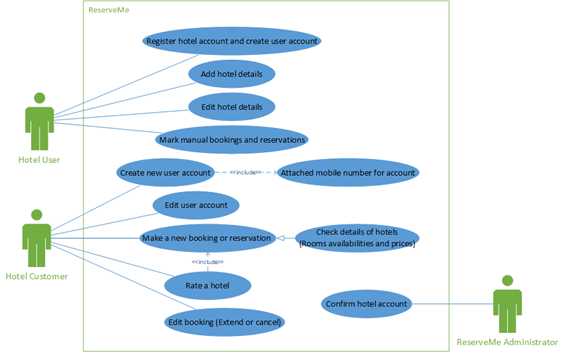 ReserveMe
Register hotel account and create user account
Add hotel details
Edit hotel details
Hotel User
Mark manual bookings and reservations
Create new user account
<<include>>
Attached mobile number for account
Edit user account
Hotel Customer
Make a new booking or reservation
Check details of hotels
(Rooms availabilities and prices)
<<include>>
Rate a hotel
Confirm hotel account
Edit booking (Extend or cancel)
ReserveMe Administrator